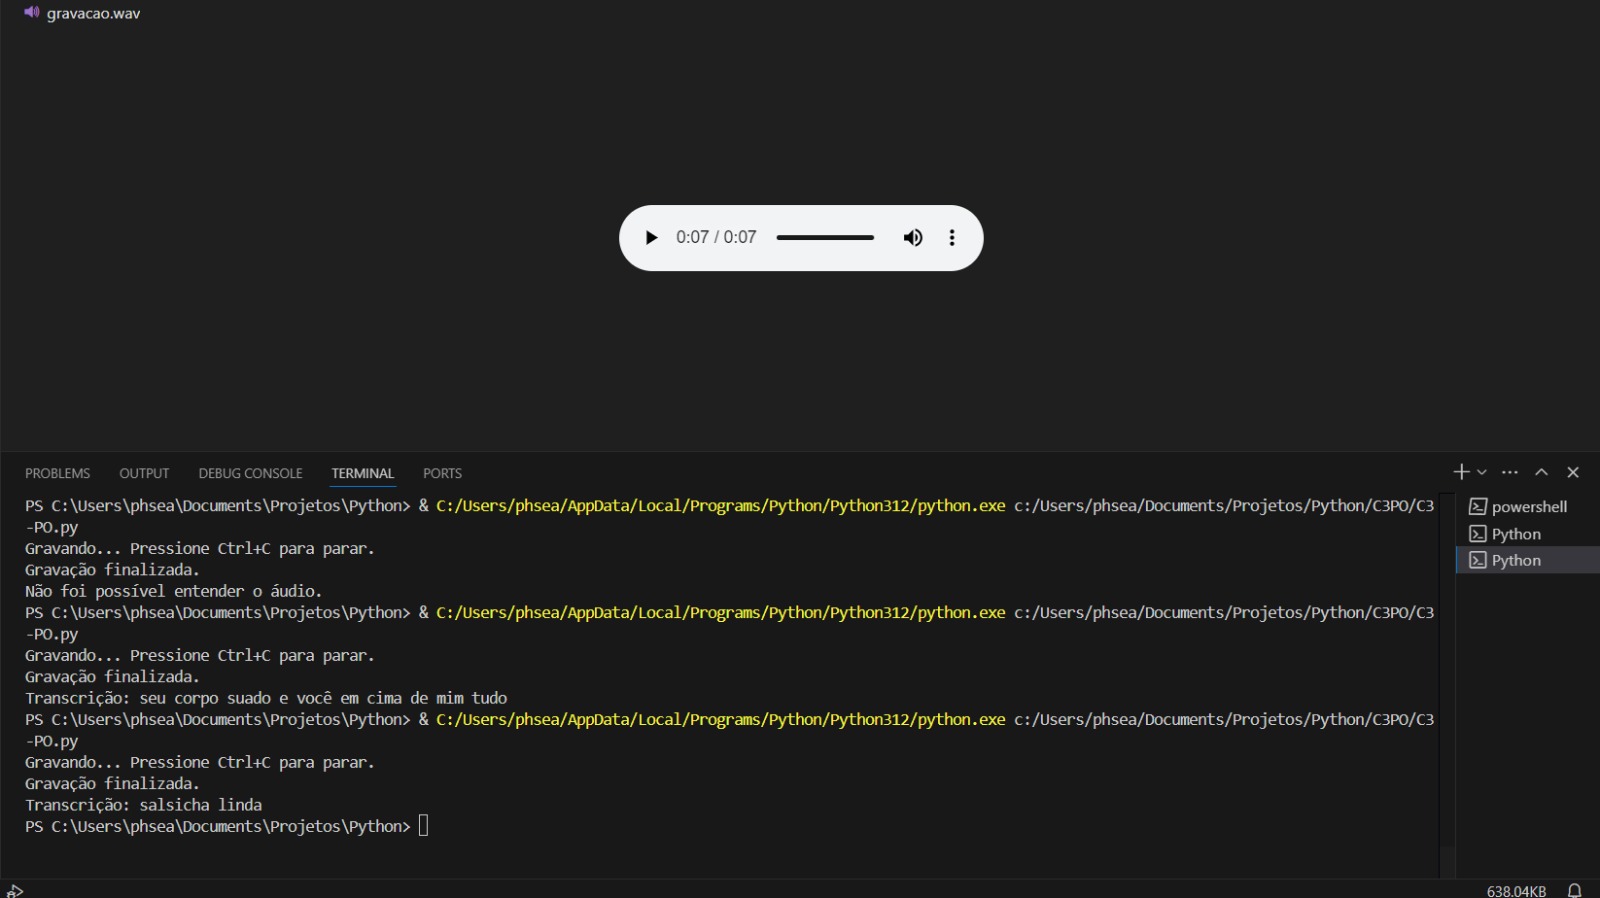 gravacao.wav
0:07 / 0:07
PROBLEMS OUTPUT DEBUG CONSOLE TERMINAL PORTS
PS C:\Users\phsea\Documents\Projetos\Python> & C:/Users/phsea/AppData/Local/Programs/Python/Python312/python.exe c:/Users/phsea/Documents/Projetos/Python/C3PO/C3
-PO.py
Gravando... Pressione Ctrl+C para parar.
Gravação finalizada.
Não foi possível entender o áudio.
PS C:\Users\phsea\Documents\Projetos\Python> & C:/Users/phsea/AppData/Local/Programs/Python/Python312/python.exe c:/Users/phsea/Documents/Projetos/Python/C3PO/C3
-PO.py
Gravando... Pressione Ctrl+C para parar.
Gravação finalizada.
Transcrição: seu corpo suado e você em cima de mim tudo
PS C:\Users\phsea\Documents\Projetos\Python> & C:/Users/phsea/AppData/Local/Programs/Python/Python312/python.exe c:/Users/phsea/Documents/Projetos/Python/C3PO/C3
-PO.py
Gravando... Pressione Ctrl+C para parar.
Gravação finalizada.
Transcrição: salsicha linda
PS C:\Users\phsea\Documents\Projetos\Python>
powershell
Python
Python
638.04KB